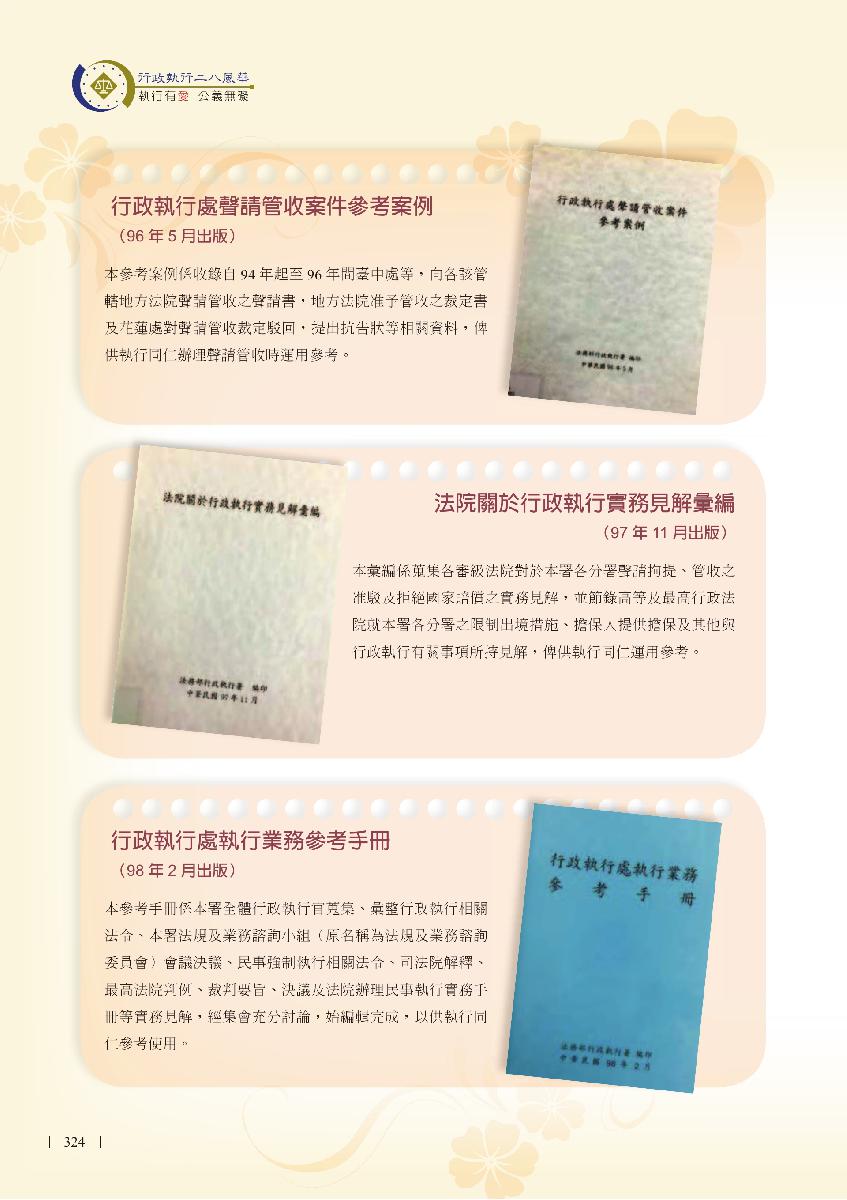 行政執行二八風華
執行有愛 公義無礙
行政執行處聲請管收案件參考案例
（96 年 5 月出版）
本參考案例係收錄自 94 年起至 96 年間臺中處等，向各該管
轄地方法院聲請管收之聲請書，地方法院准予管收之裁定書
及花蓮處對聲請管收裁定駁回，提出抗告狀等相關資料，俾
供執行同仁辦理聲請管收時運用參考。
行政執行處聲請管收案件
參考案例
法務部行政執行署 編印
中華民國 96 年 5 月
法院關於行政執行實務見解彙編
法務部行政執行署 編印
中華民國 97 年 11 月
法院關於行政執行實務見解彙編
（97 年 11 月出版）
本彙編係蒐集各審級法院對於本署各分署聲請拘提、管收之
准駁及拒絕國家賠償之實務見解，並節錄高等及最高行政法
院就本署各分署之限制出境措施、擔保人提供擔保及其他與
行政執行有關事項所持見解，俾供執行同仁運用參考。
行政執行處執行業務參考手冊
（98 年 2 月出版）
本參考手冊係本署全體行政執行官蒐集、彙整行政執行相關
法令、本署法規及業務諮詢小組（原名稱為法規及業務諮詢
委員會）會議決議、民事強制執行相關法令、司法院解釋、
最高法院判例、裁判要旨、決議及法院辦理民事執行實務手
冊等實務見解，經集會充分討論，始編輯完成，以供執行同
仁參考使用。
行政執行處執行業務
參考手冊
法務部行政執行署 編印
中華民國 98 年 2 月
324